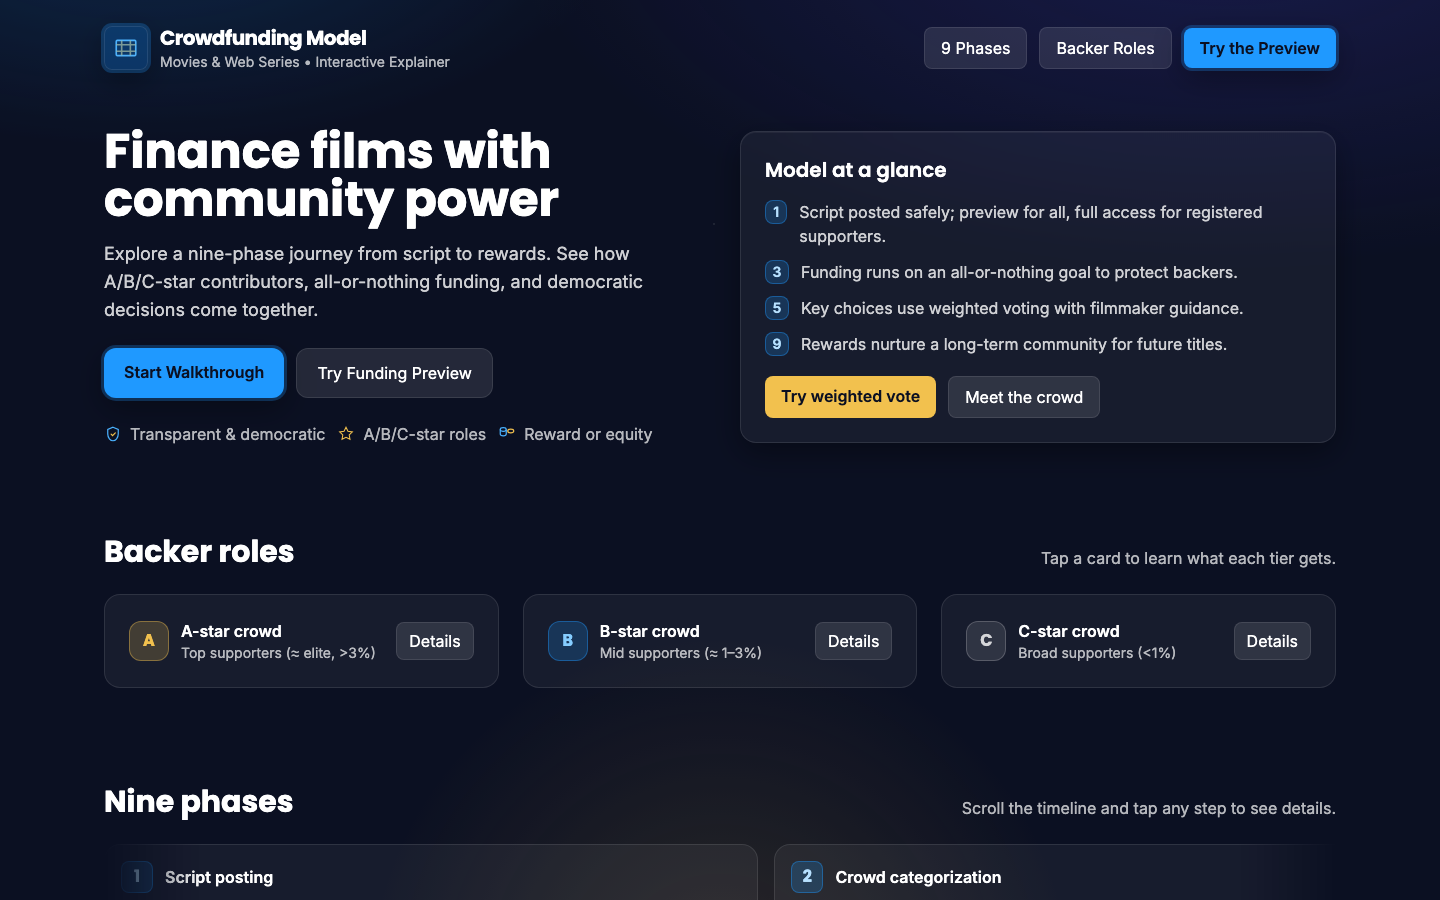 Crowdfunding Model
Movies & Web Series • Interactive Explainer
9 Phases
Backer Roles
Try the Preview
Finance films with
community power
Explore a nine-phase journey from script to rewards. See how
A/B/C-star contributors, all-or-nothing funding, and democratic
decisions come together.
Start Walkthrough
Try Funding Preview
Transparent & democratic
A/B/C-star roles
Reward or equity
Model at a glance
1 Script posted safely; preview for all, full access for registered
supporters.
3 Funding runs on an all-or-nothing goal to protect backers.
5 Key choices use weighted voting with filmmaker guidance.
9 Rewards nurture a long-term community for future titles.
Try weighted vote
Meet the crowd
Backer roles
Tap a card to learn what each tier gets.
A
A-star crowd
Top supporters (≈ elite, >3%)
Details
B
B-star crowd
Mid supporters (≈ 1–3%)
Details
C
C-star crowd
Broad supporters (<1%)
Details
Nine phases
Scroll the timeline and tap any step to see details.
1 Script posting
2 Crowd categorization